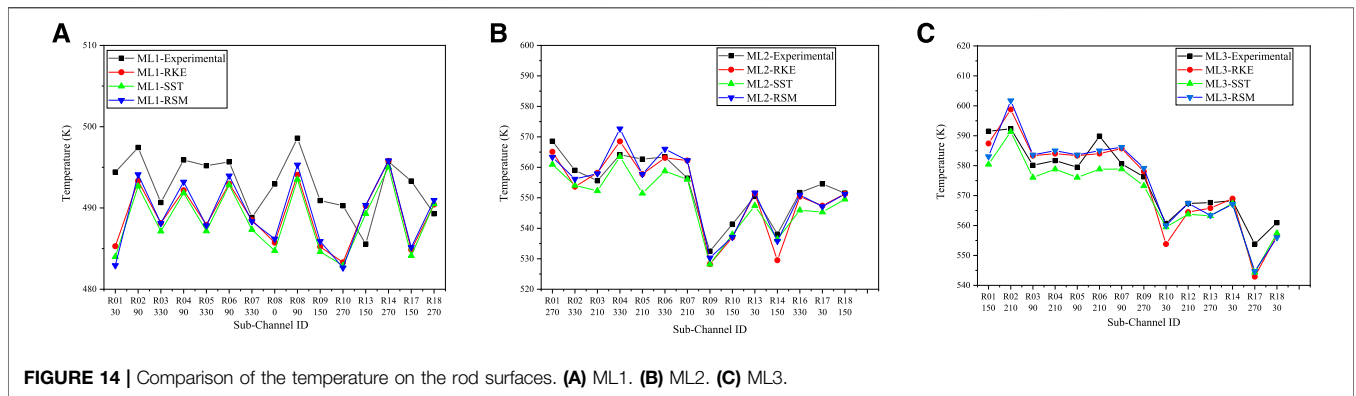 A
510
500
490
480
Temperature (K)
ML1-Experimental
ML1-RKE
ML1-SST
ML1-RSM
R01 R02 R03 R04 R05 R06 R07 R08 R08 R09 R10 R13 R14 R17 R18
30 90 330 90 330 90 330 0 90 150 270 150 270 150 270
Sub-Channel ID
B
600
590
580
570
560
550
540
530
520
Temperature (K)
ML2-Experimental
ML2-RKE
ML2-SST
ML2-RSM
R01 R02 R03 R04 R05 R06 R07 R09 R10 R13 R14 R16 R17 R18
270 330 210 330 210 330 210 30 150 30 150 330 30 150
Sub-Channel ID
C
620
610
600
590
580
570
560
550
540
Temperature (K)
ML3-Experimental
ML3-RKE
ML3-SST
ML3-RSM
R01 R02 R03 R04 R05 R06 R07 R09 R10 R12 R13 R14 R17 R18
150 210 90 210 90 210 90 270 30 210 270 30 270 30
Sub-Channel ID
FIGURE 14 | Comparison of the temperature on the rod surfaces. (A) ML1. (B) ML2. (C) ML3.